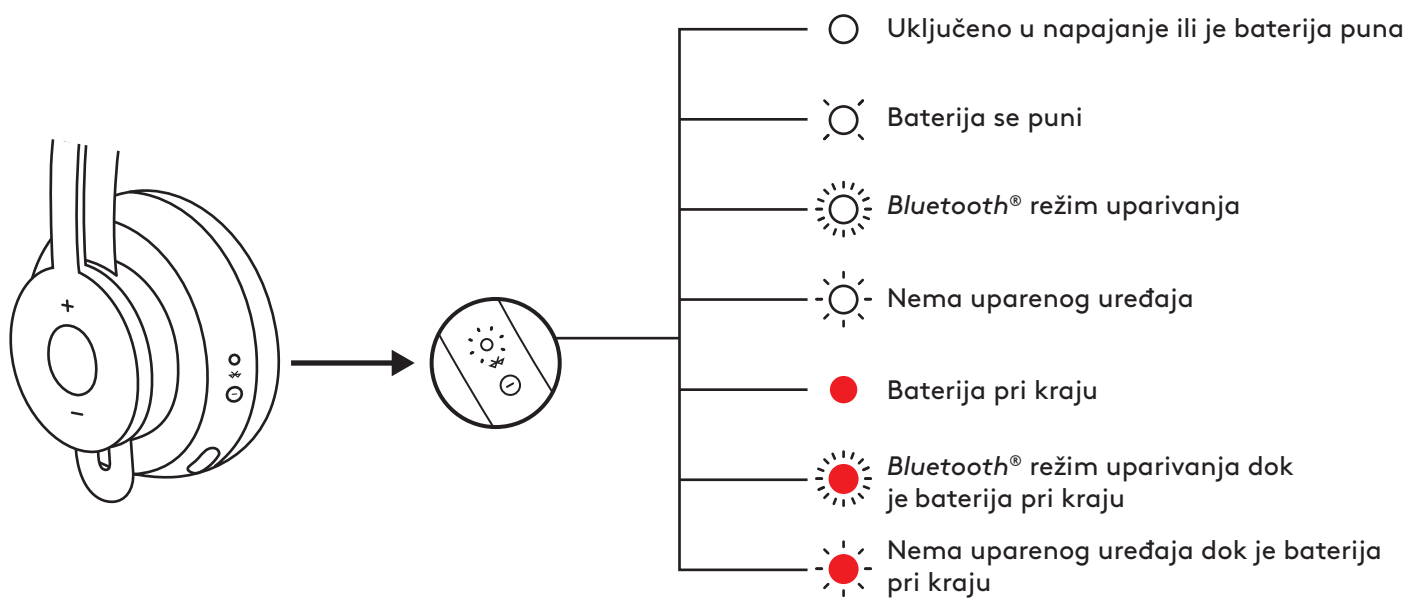 Uključeno u napajanje ili je baterija puna
Baterija se puni
Bluetooth® režim uparivanja
Nema uparenog uređaja
Baterija pri kraju
Bluetooth® režim uparivanja dok
je baterija pri kraju
Nema uparenog uređaja dok je baterija
pri kraju